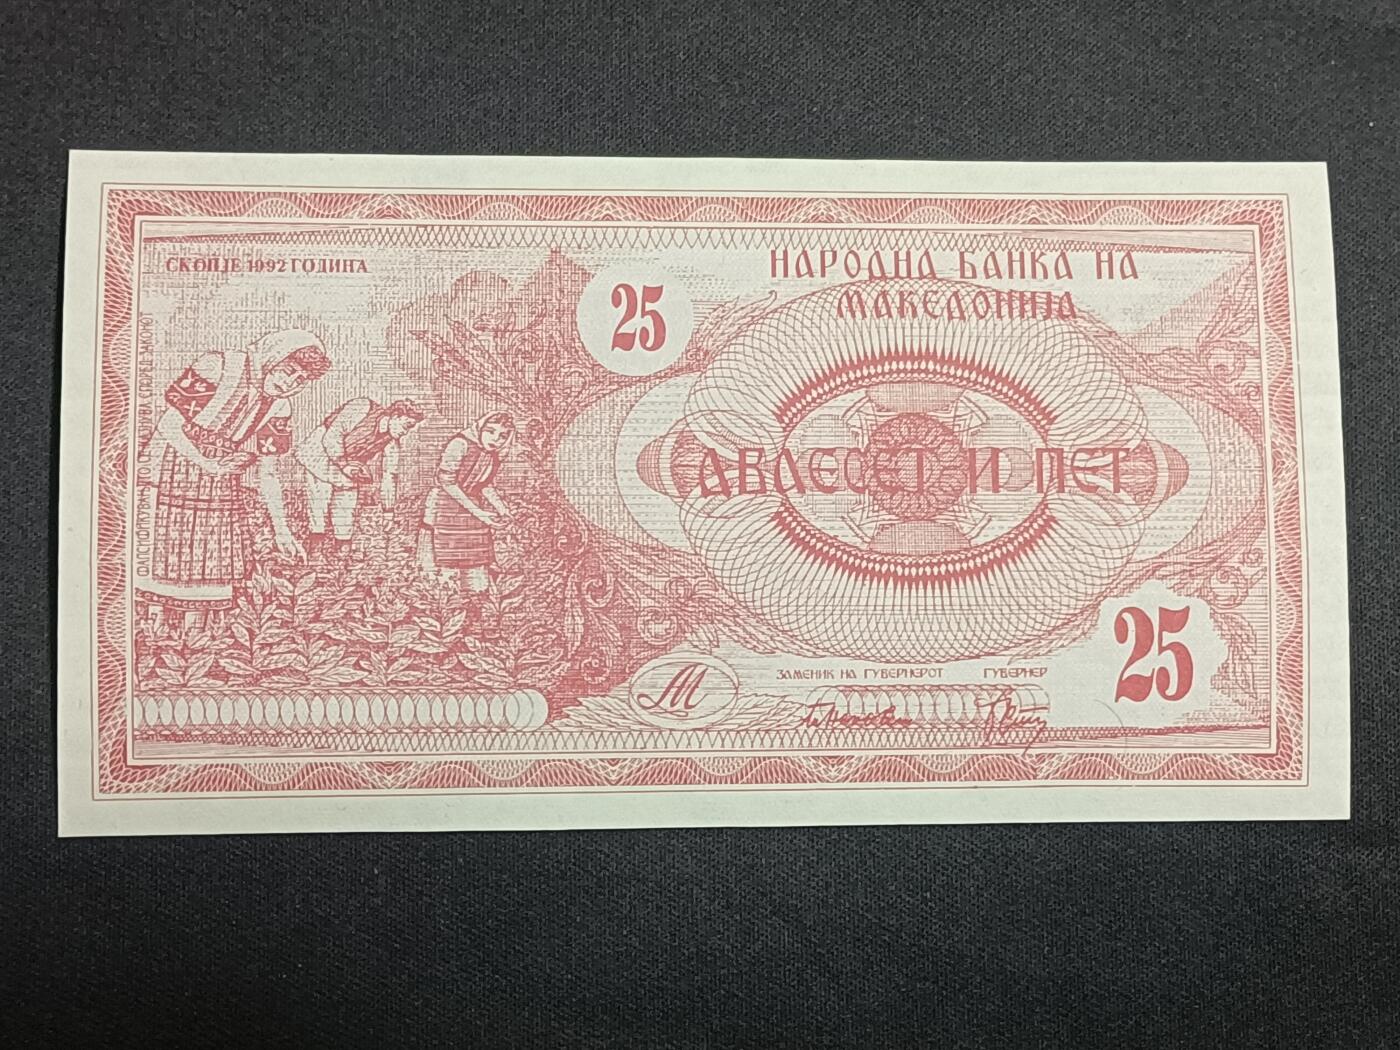 СКОПЈЕ 1992 ГОДИНА
25
НАРОДНА БАНКА НА
МАКЕДОНИЈА
ДВАЕСЕТ И ПЕТ
25
ЗАМЕНИК НА ГУВЕРНЕРОТ ГУВЕРНЕР
М